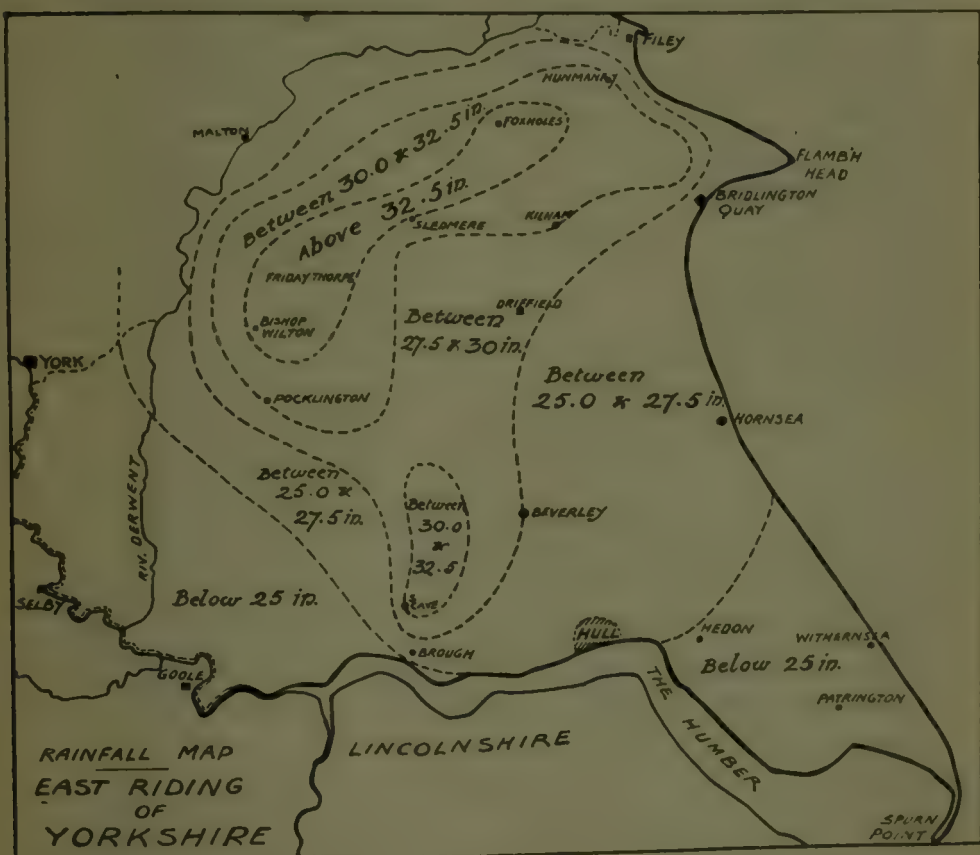 FILEY
HUNMANBY
MALTON
FOXHOLES
Between 30.0 & 32.5 in.
FLAMB'H
HEAD
BRIDLINGTON
QUAY
Above 32.5 in.
SLEDMERE
KILHAM
FRIDAYTHORPE
BISHOP
WILTON
DRIFFIELD
Between
27.5 & 30 in.
YORK
Between
25.0 & 27.5 in.
POCKLINGTON
HORNSEA
Between
25.0 &
27.5 in.
Between
30.0
&
32.5
BEVERLEY
RIV. DERWENT
SELBY
Below 25 in.
S
CAVE
HULL
HEDON
WITHERNSEA
BROUGH
Below 25 in.
GOOLE
PATRINGTON
THE HUMBER
LINCOLNSHIRE
RAINFALL MAP
EAST RIDING
OF
YORKSHIRE
SPURN
POINT